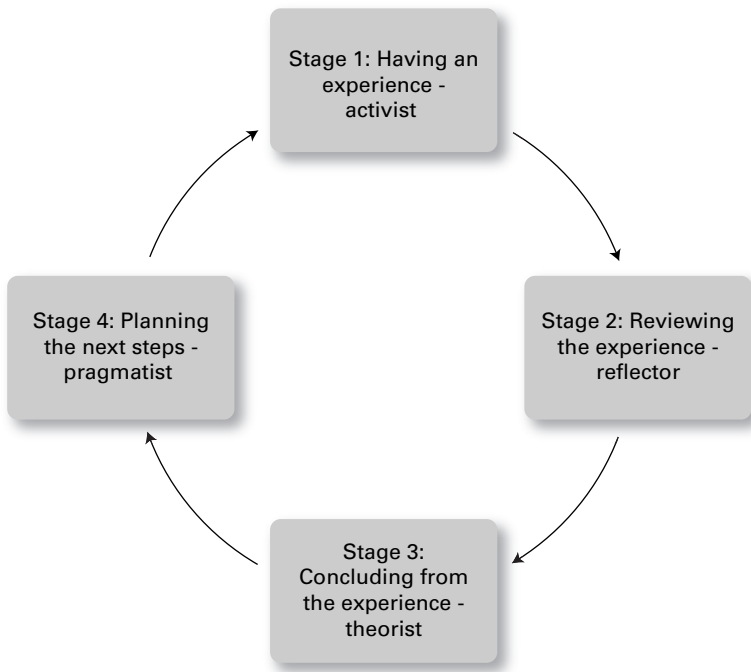 Stage 1: Having an
experience -
activist
Stage 2: Reviewing
the experience -
reflector
Stage 3:
Concluding from
the experience -
theorist
Stage 4: Planning
the next steps -
pragmatist